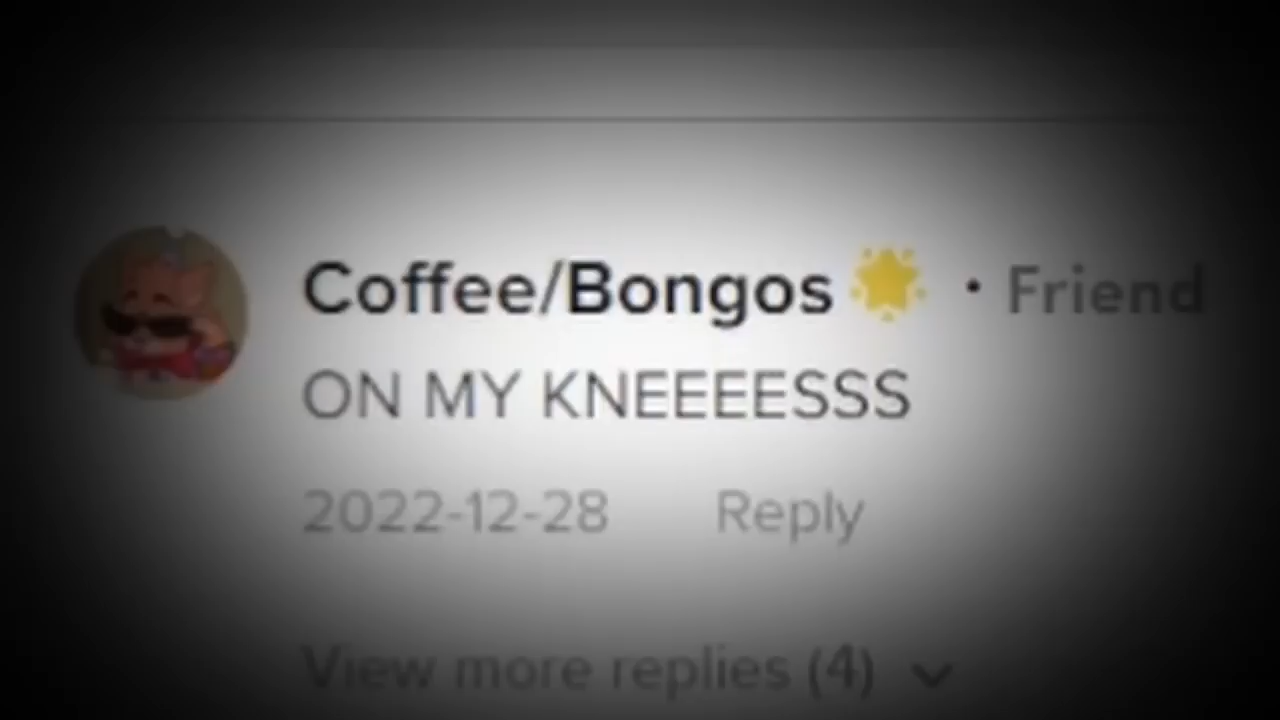 Coffee/Bongos🌟 · Friend
ON MY KNEEEESSS
2022-12-28 Reply
View more replies (4)